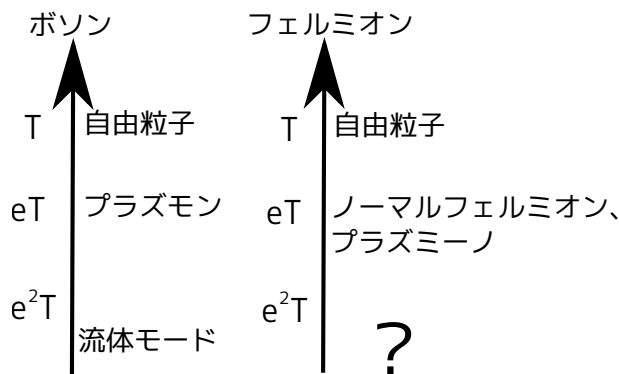 ボソン
フェルミオン
T
自由粒子
T
自由粒子
eT
プラズモン
eT
ノーマルフェルミオン、
プラズミーノ
e²T
e²T
流体モード
?